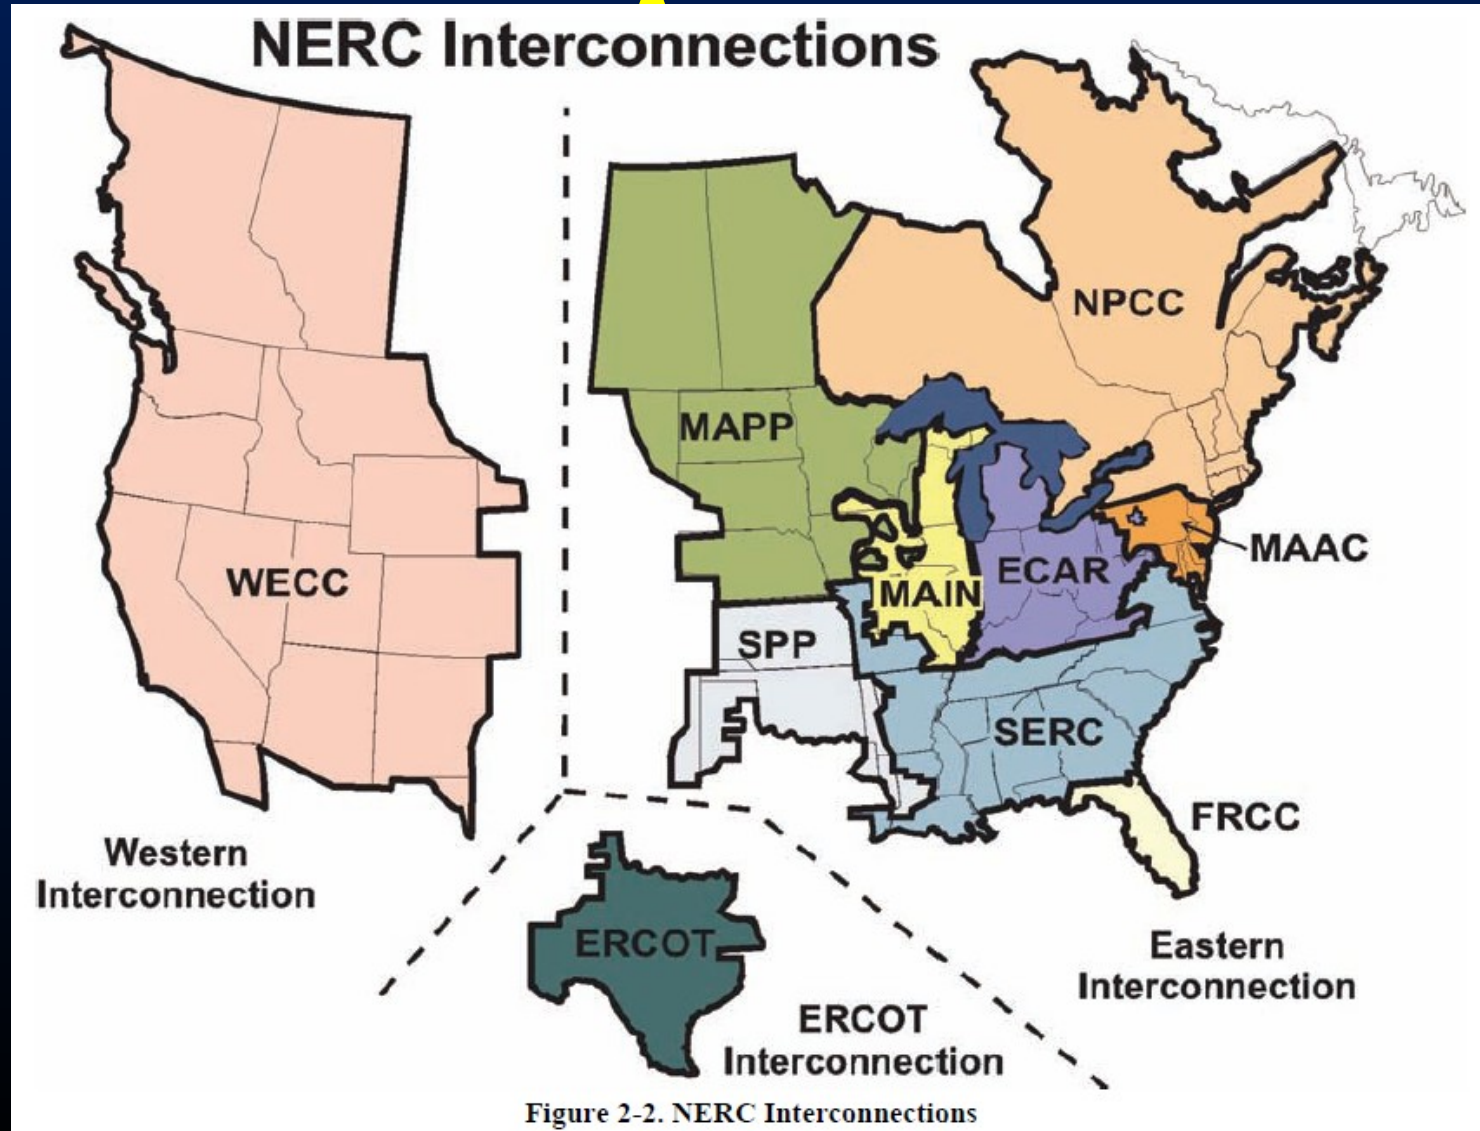 NERC Interconnections
NPCC
MAPP
MAAC
ECAR
WECC
MAIN
SPP
SERC
FRCC
Western
Interconnection
ERCOT
Eastern
Interconnection
ERCOT
Interconnection
Figure 2-2. NERC Interconnections